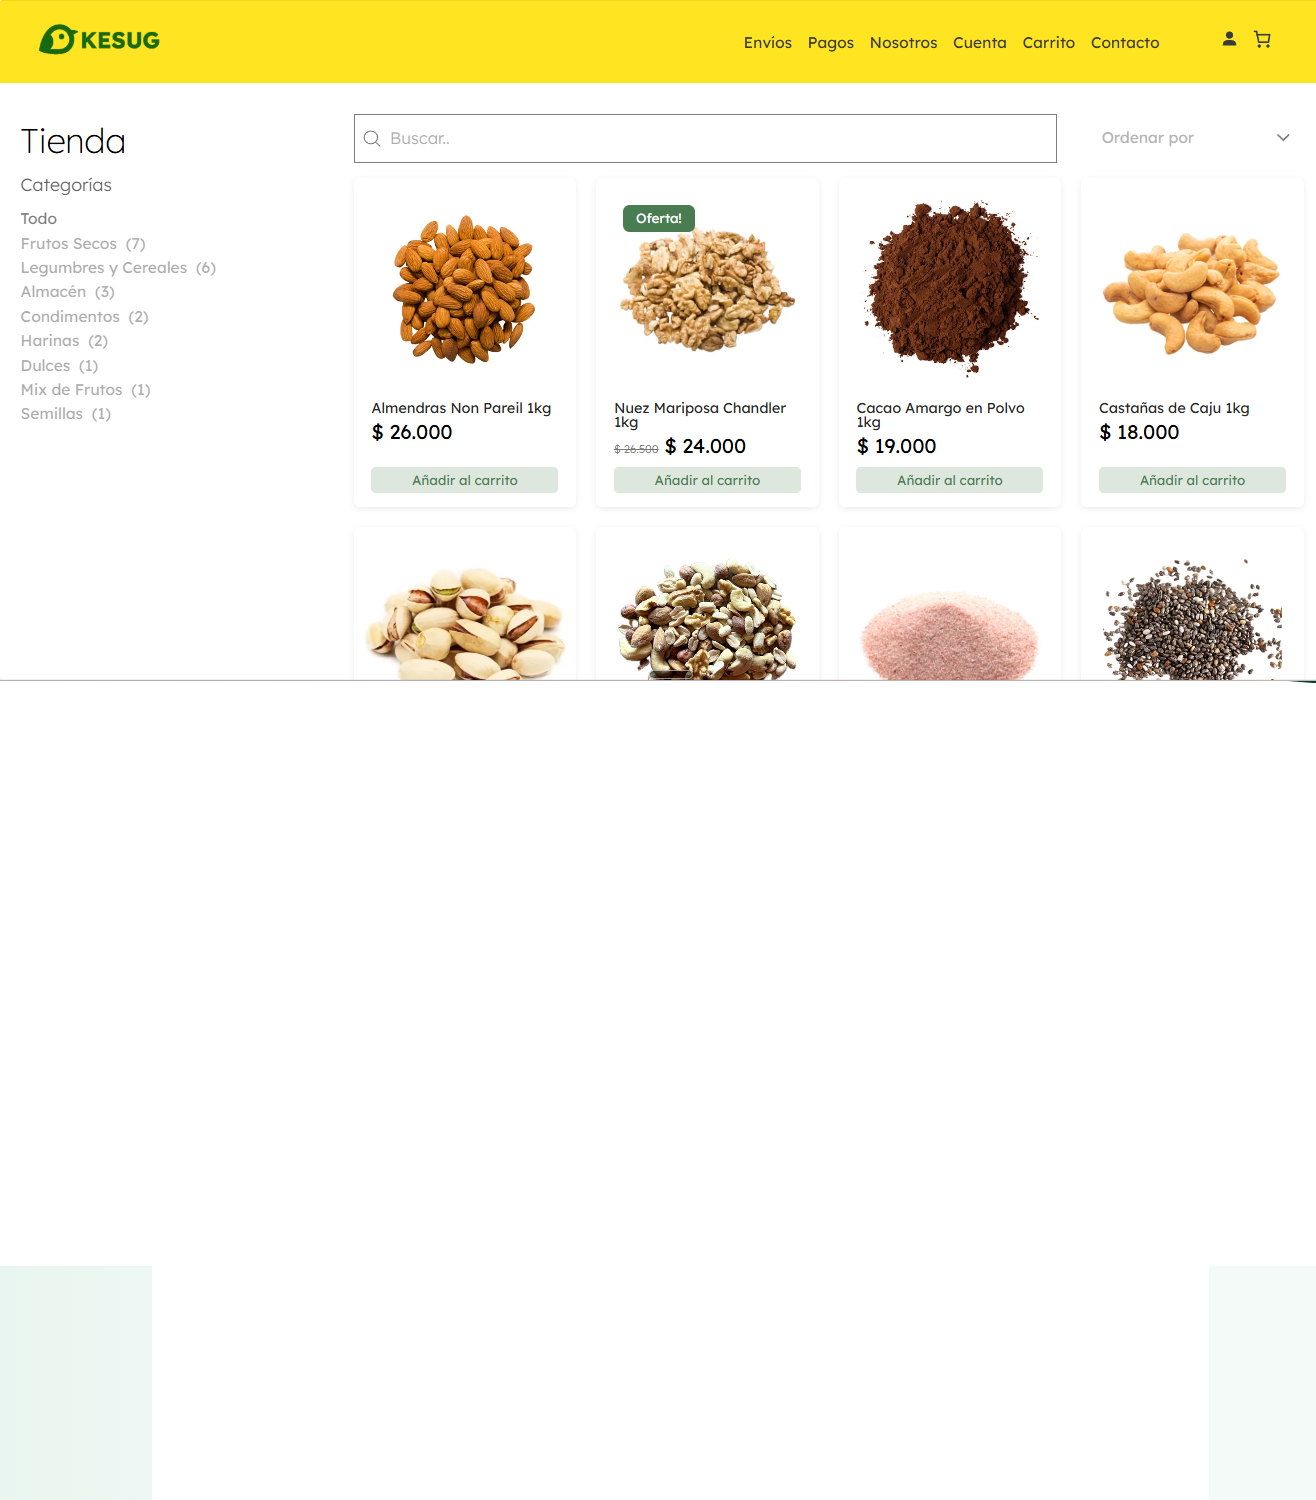 KESUG
Envíos Pagos Nosotros Cuenta Carrito Contacto
Tienda
Categorías
Todo
Frutos Secos (7)
Legumbres y Cereales (6)
Almacén (3)
Condimentos (2)
Harinas (2)
Dulces (1)
Mix de Frutos (1)
Semillas (1)
Buscar..
Ordenar por
Almendras Non Pareil 1kg
$ 26.000
Añadir al carrito
Oferta!
Nuez Mariposa Chandler
1kg
$ 26.500 $ 24.000
Añadir al carrito
Cacao Amargo en Polvo
1kg
$ 19.000
Añadir al carrito
Castañas de Caju 1kg
$ 18.000
Añadir al carrito